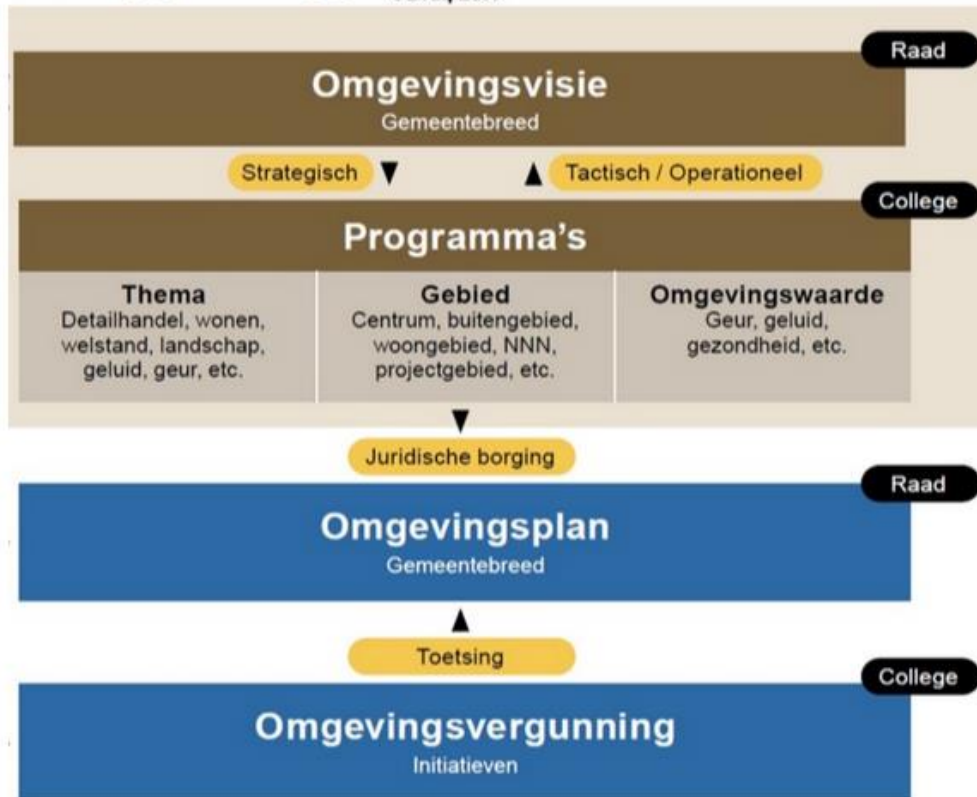 Raad
Omgevingsvisie
Gemeentebreed
Strategisch
Tactisch / Operationeel
College
Programma's
Thema
Detailhandel, wonen,
welstand, landschap,
geluid, geur, etc.
Gebied
Centrum, buitengebied,
woongebied, NNN,
projectgebied, etc.
Omgevingswaarde
Geur, geluid,
gezondheid, etc.
Juridische borging
Raad
Omgevingsplan
Gemeentebreed
Toetsing
College
Omgevingsvergunning
Initiatieven